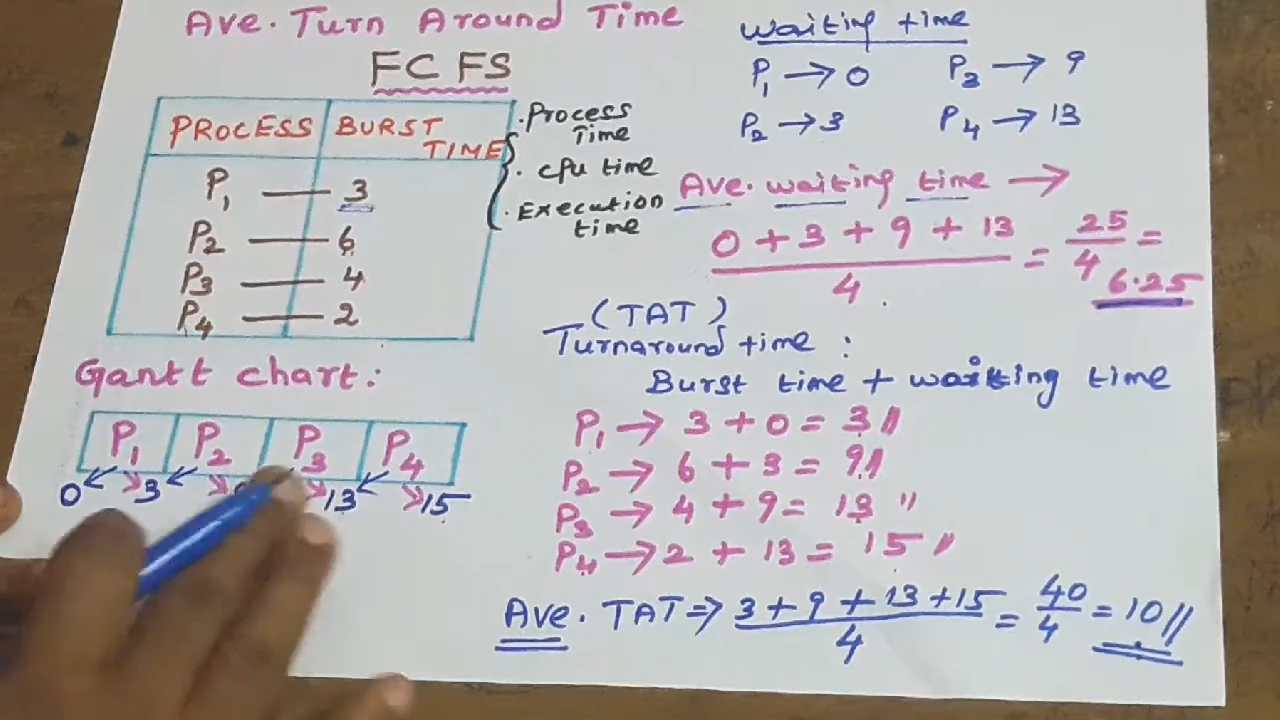 Ave. Turn Around Time
FCFS
PROCESS BURST TIME
P1 — 3
P2 — 6
P3 — 4
P4 — 2
. Process Time
. cpu time
. Execution time
Gantt chart:
P1 P2 P3 P4
0 3 13 15
waiting time
P1 → 0 P3 → 9
P2 → 3 P4 → 13
Ave. waiting time →
0 + 3 + 9 + 13 / 4 = 25/4 = 6.25
(TAT)
Turnaround time :
Burst time + waiting time
P1 → 3 + 0 = 3 //
P2 → 6 + 3 = 9 //
P3 → 4 + 9 = 13 "
P4 → 2 + 13 = 15 //
Ave. TAT ⇒ 3 + 9 + 13 + 15 / 4 = 40/4 = 10 //